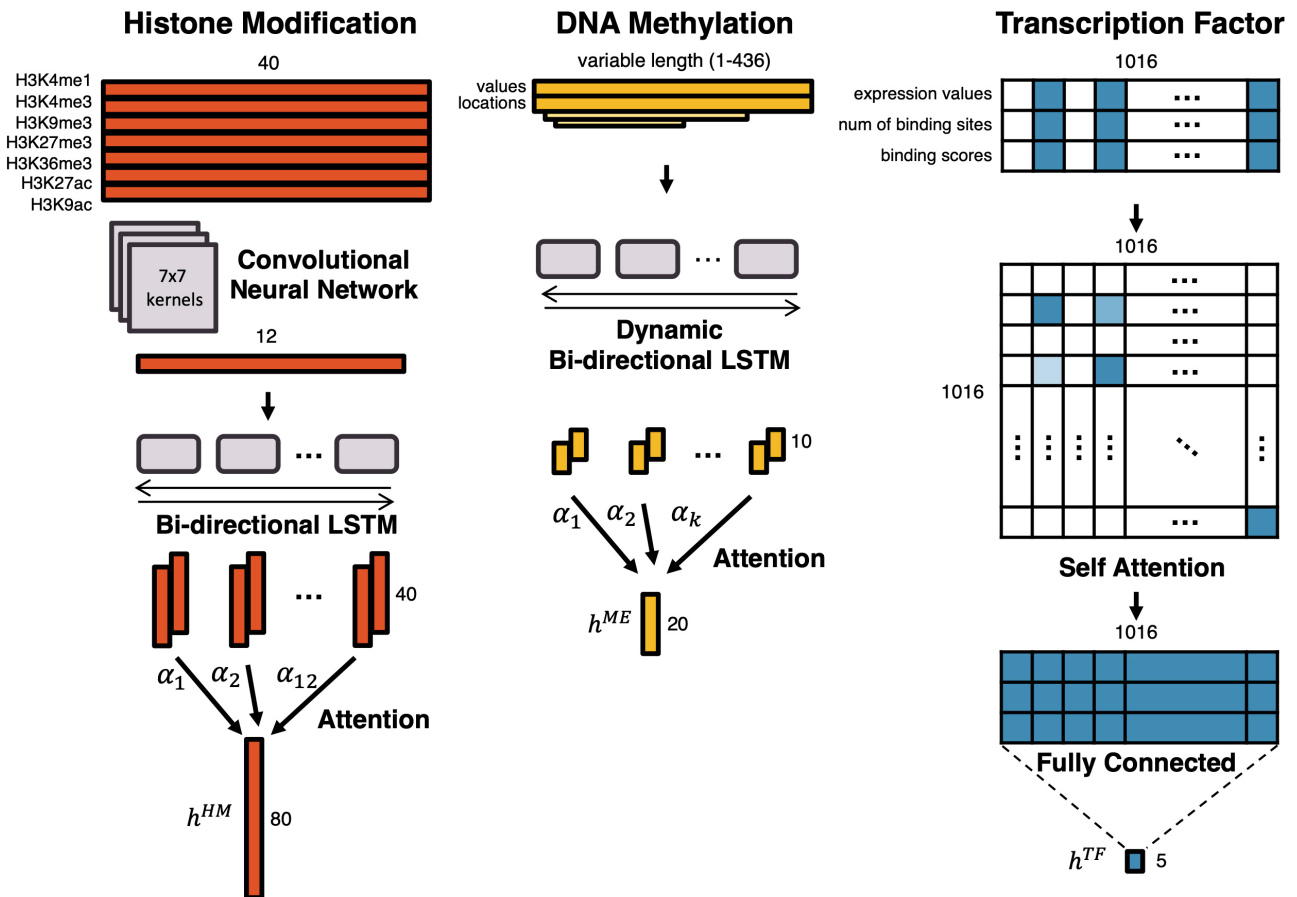 Histone Modification
40
H3K4me1
H3K4me3
H3K9me3
H3K27me3
H3K36me3
H3K27ac
H3K9ac
7x7
kernels
Convolutional
Neural Network
12
...
Bi-directional LSTM
...
40
α1 α2 α12
Attention
h^HM 80
DNA Methylation
variable length (1-436)
values
locations
...
Dynamic
Bi-directional LSTM
...
10
α1 α2 αk
Attention
h^ME 20
Transcription Factor
1016
expression values ...
num of binding sites ...
binding scores ...
1016
...
...
...
...
1016
...
Self Attention
1016
Fully Connected
h^TF 5